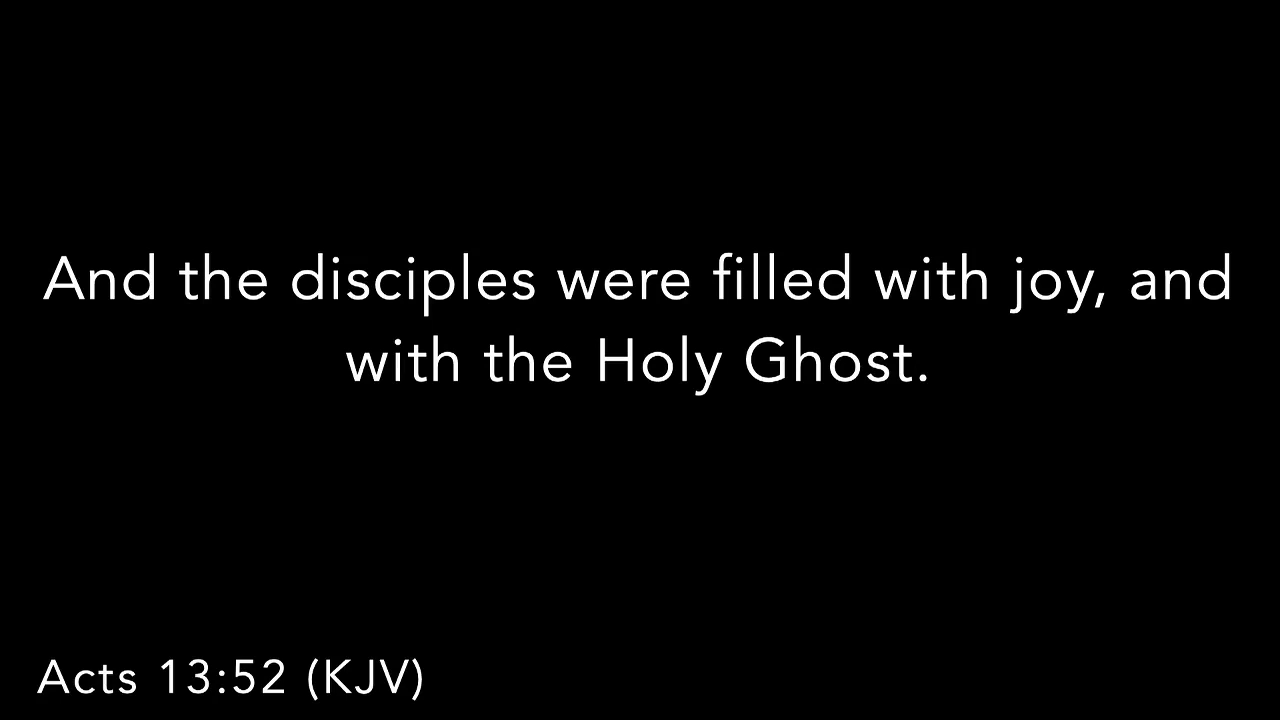 And the disciples were filled with joy, and
with the Holy Ghost.
Acts 13:52 (KJV)